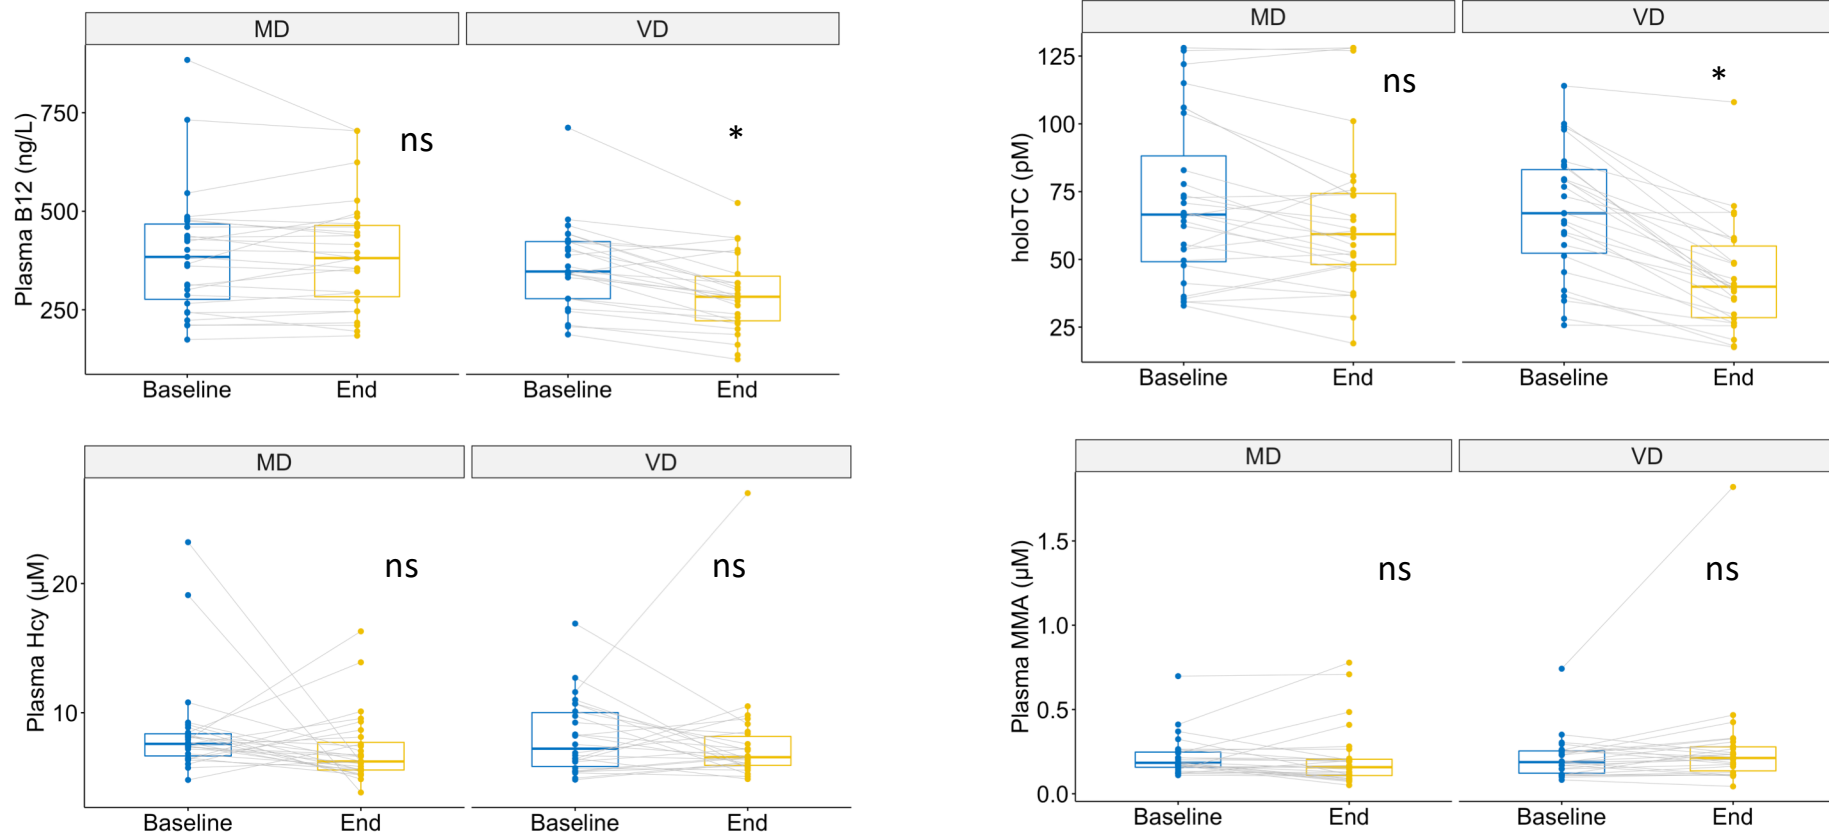 MD VD
Plasma B12 (ng/L)
750
500
250
ns
*
Baseline End Baseline End
MD VD
holoTC (pM)
125
100
75
50
25
ns
*
Baseline End Baseline End
MD VD
Plasma Hcy (µM)
20
10
ns
ns
Baseline End Baseline End
MD VD
Plasma MMA (µM)
1.5
1.0
0.5
0.0
ns
ns
Baseline End Baseline End